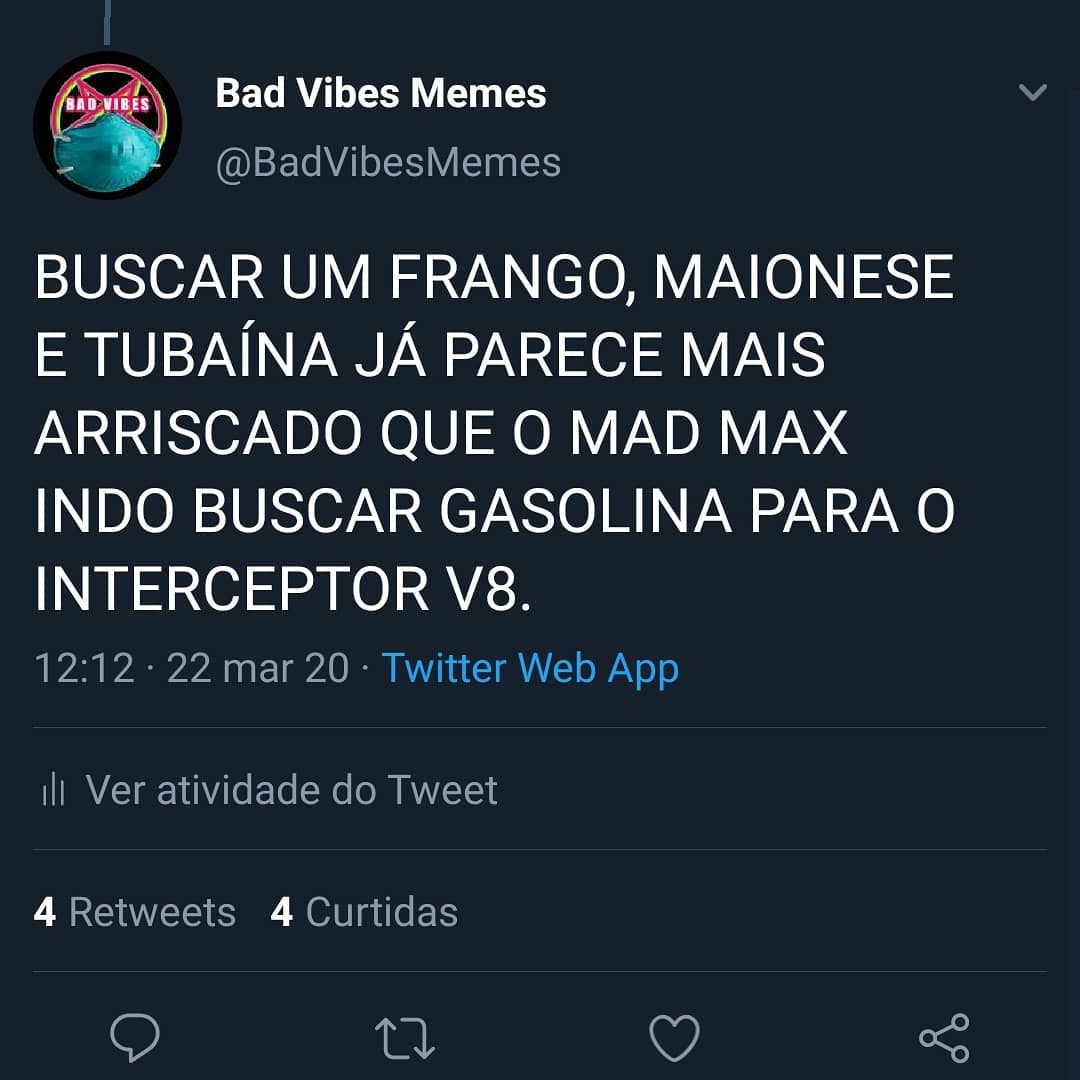 BAD VIBES
Bad Vibes Memes
@BadVibesMemes
BUSCAR UM FRANGO, MAIONESE
E TUBAÍNA JÁ PARECE MAIS
ARRISCADO QUE O MAD MAX
INDO BUSCAR GASOLINA PARA O
INTERCEPTOR V8.
12:12 · 22 mar 20 · Twitter Web App
Ver atividade do Tweet
4 Retweets 4 Curtidas